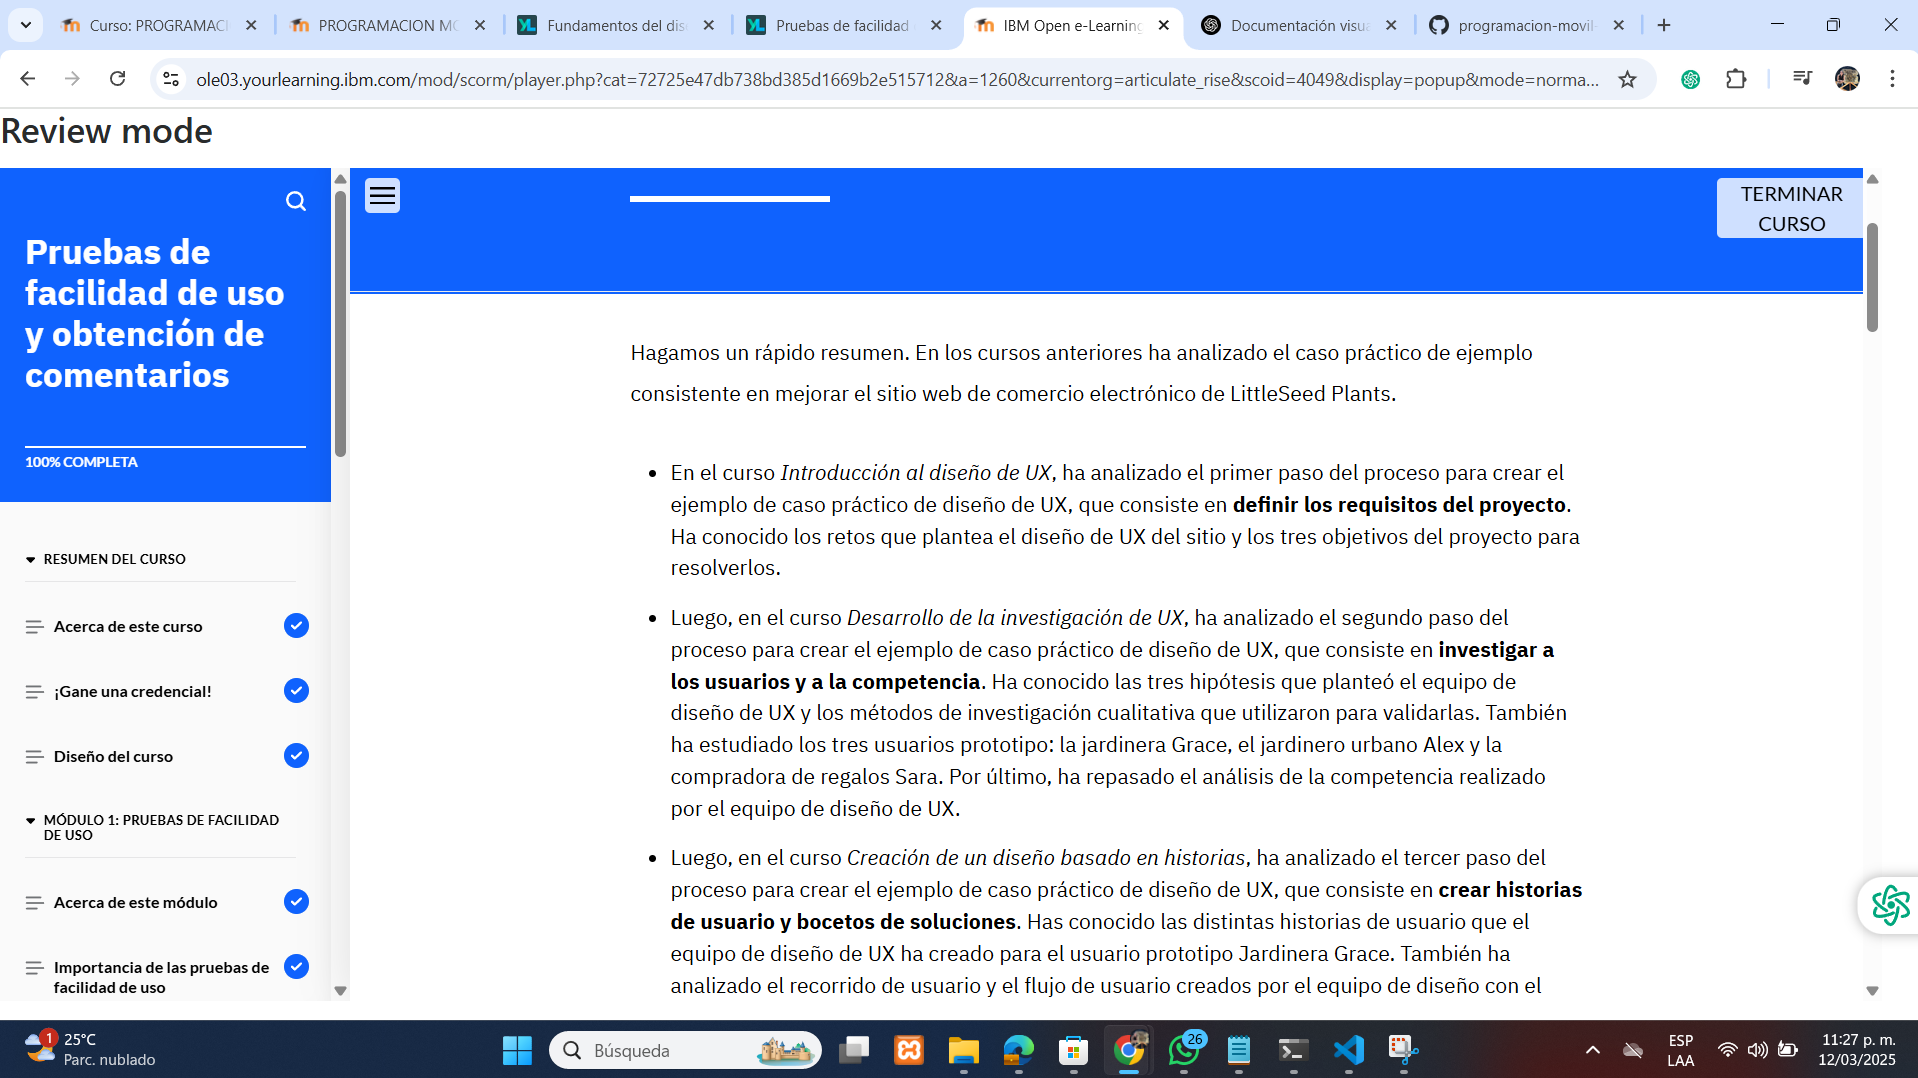 Curso: PROGRAMACI
PROGRAMACION MO
Fundamentos del dis
Pruebas de facilidad
IBM Open e-Learning
Documentación visua
programacion-movil-
ole03.yourlearning.ibm.com/mod/scorm/player.php?cat=72725e47db738bd385d1669b2e515712&a=1260&currentorg=articulate_rise&scoid=4049&display=popup&mode=norma...
Review mode
Pruebas de
facilidad de uso
y obtención de
comentarios
100% COMPLETA
RESUMEN DEL CURSO
Acerca de este curso
¡Gane una credencial!
Diseño del curso
MÓDULO 1: PRUEBAS DE FACILIDAD
DE USO
Acerca de este módulo
Importancia de las pruebas de
facilidad de uso
TERMINAR
CURSO
Hagamos un rápido resumen. En los cursos anteriores ha analizado el caso práctico de ejemplo
consistente en mejorar el sitio web de comercio electrónico de LittleSeed Plants.
• En el curso Introducción al diseño de UX, ha analizado el primer paso del proceso para crear el
ejemplo de caso práctico de diseño de UX, que consiste en definir los requisitos del proyecto.
Ha conocido los retos que plantea el diseño de UX del sitio y los tres objetivos del proyecto para
resolverlos.
• Luego, en el curso Desarrollo de la investigación de UX, ha analizado el segundo paso del
proceso para crear el ejemplo de caso práctico de diseño de UX, que consiste en investigar a
los usuarios y a la competencia. Ha conocido las tres hipótesis que planteó el equipo de
diseño de UX y los métodos de investigación cualitativa que utilizaron para validarlas. También
ha estudiado los tres usuarios prototipo: la jardinera Grace, el jardinero urbano Alex y la
compradora de regalos Sara. Por último, ha repasado el análisis de la competencia realizado
por el equipo de diseño de UX.
• Luego, en el curso Creación de un diseño basado en historias, ha analizado el tercer paso del
proceso para crear el ejemplo de caso práctico de diseño de UX, que consiste en crear historias
de usuario y bocetos de soluciones. Has conocido las distintas historias de usuario que el
equipo de diseño de UX ha creado para el usuario prototipo Jardinera Grace. También ha
analizado el recorrido de usuario y el flujo de usuario creados por el equipo de diseño con el
1
25°C
Parc. nublado
Búsqueda
26
ESP
LAA
11:27 p. m.
12/03/2025